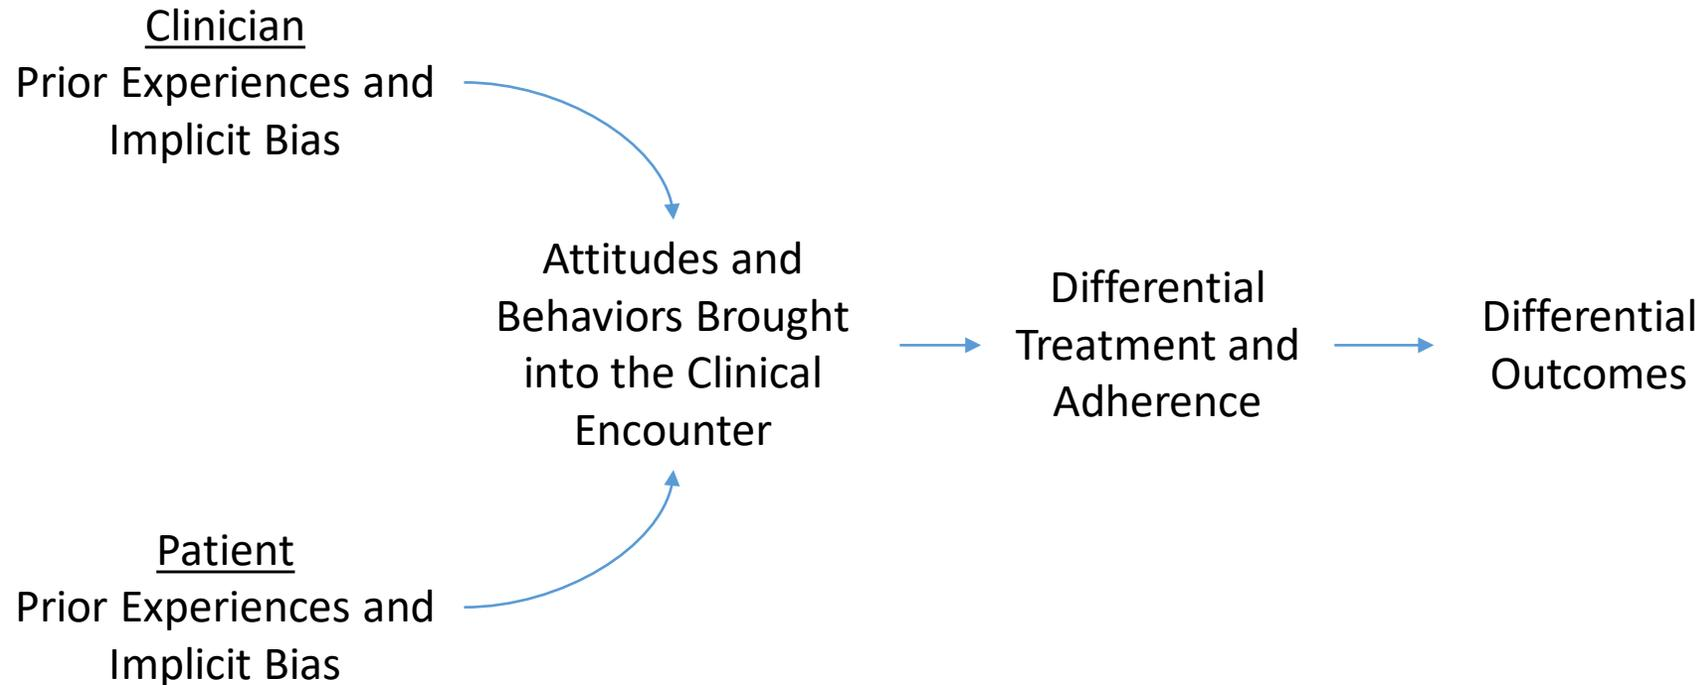 Clinician
Prior Experiences and
Implicit Bias
Attitudes and
Behaviors Brought
into the Clinical
Encounter
Differential
Treatment and
Adherence
Differential
Outcomes
Patient
Prior Experiences and
Implicit Bias